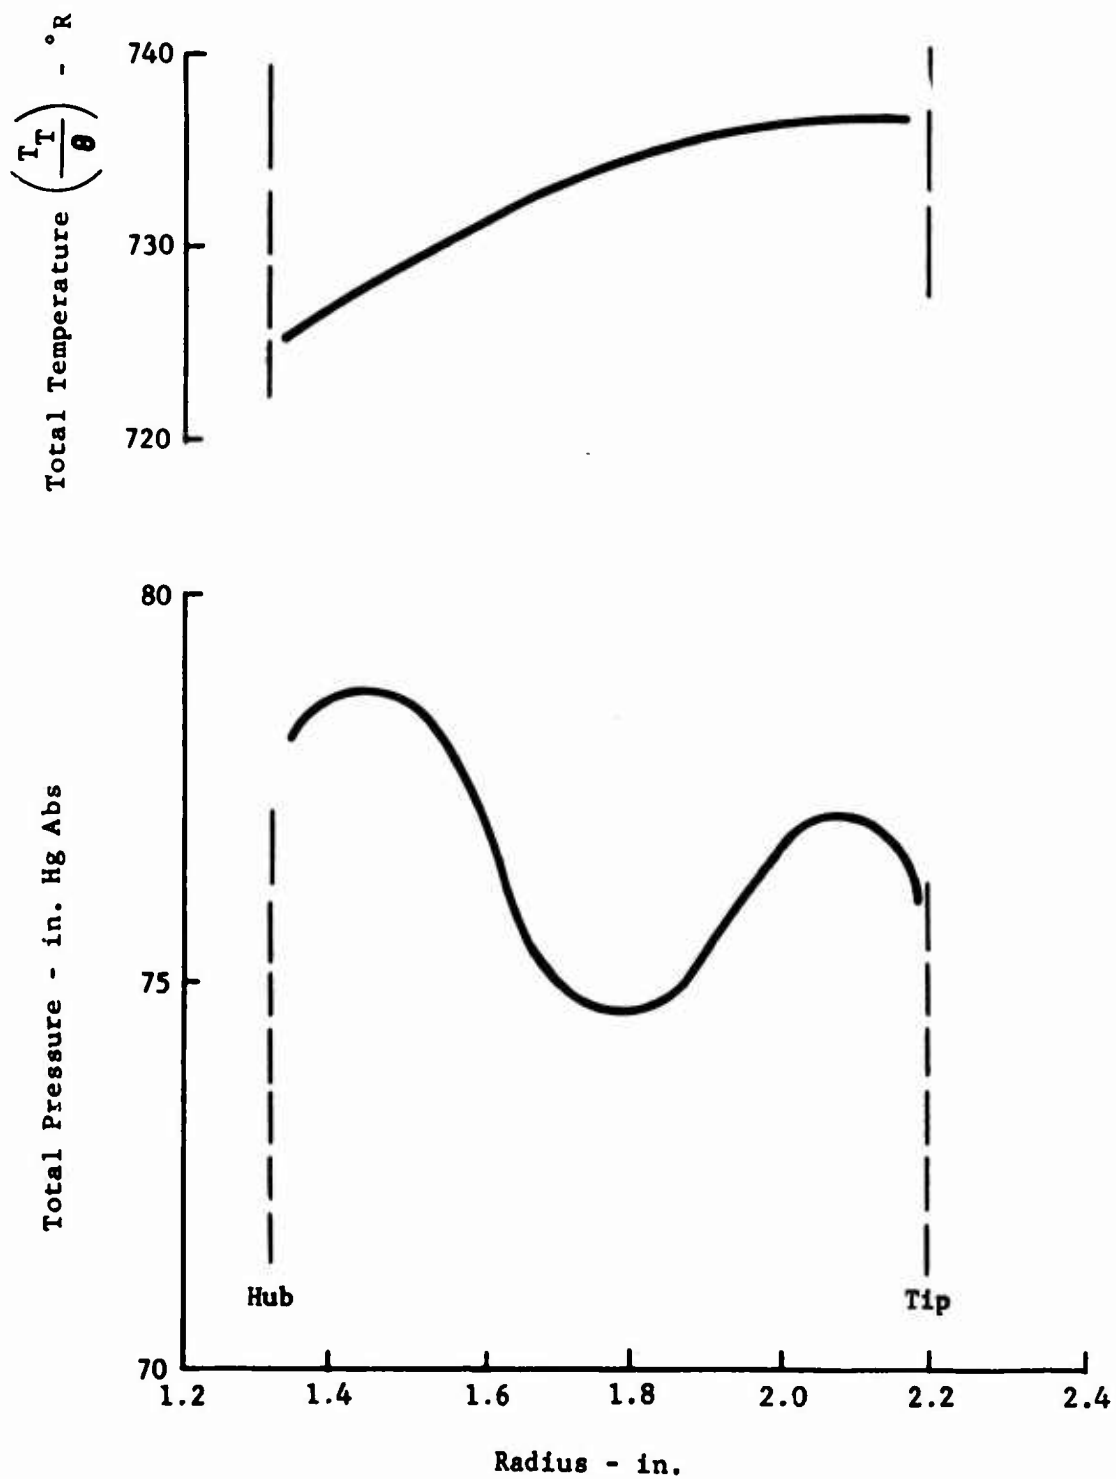 Total Temperature (T_T/θ) - °R
740
730
720
Total Pressure - in. Hg Abs
80
75
70
Hub
Tip
1.2 1.4 1.6 1.8 2.0 2.2 2.4
Radius - in.